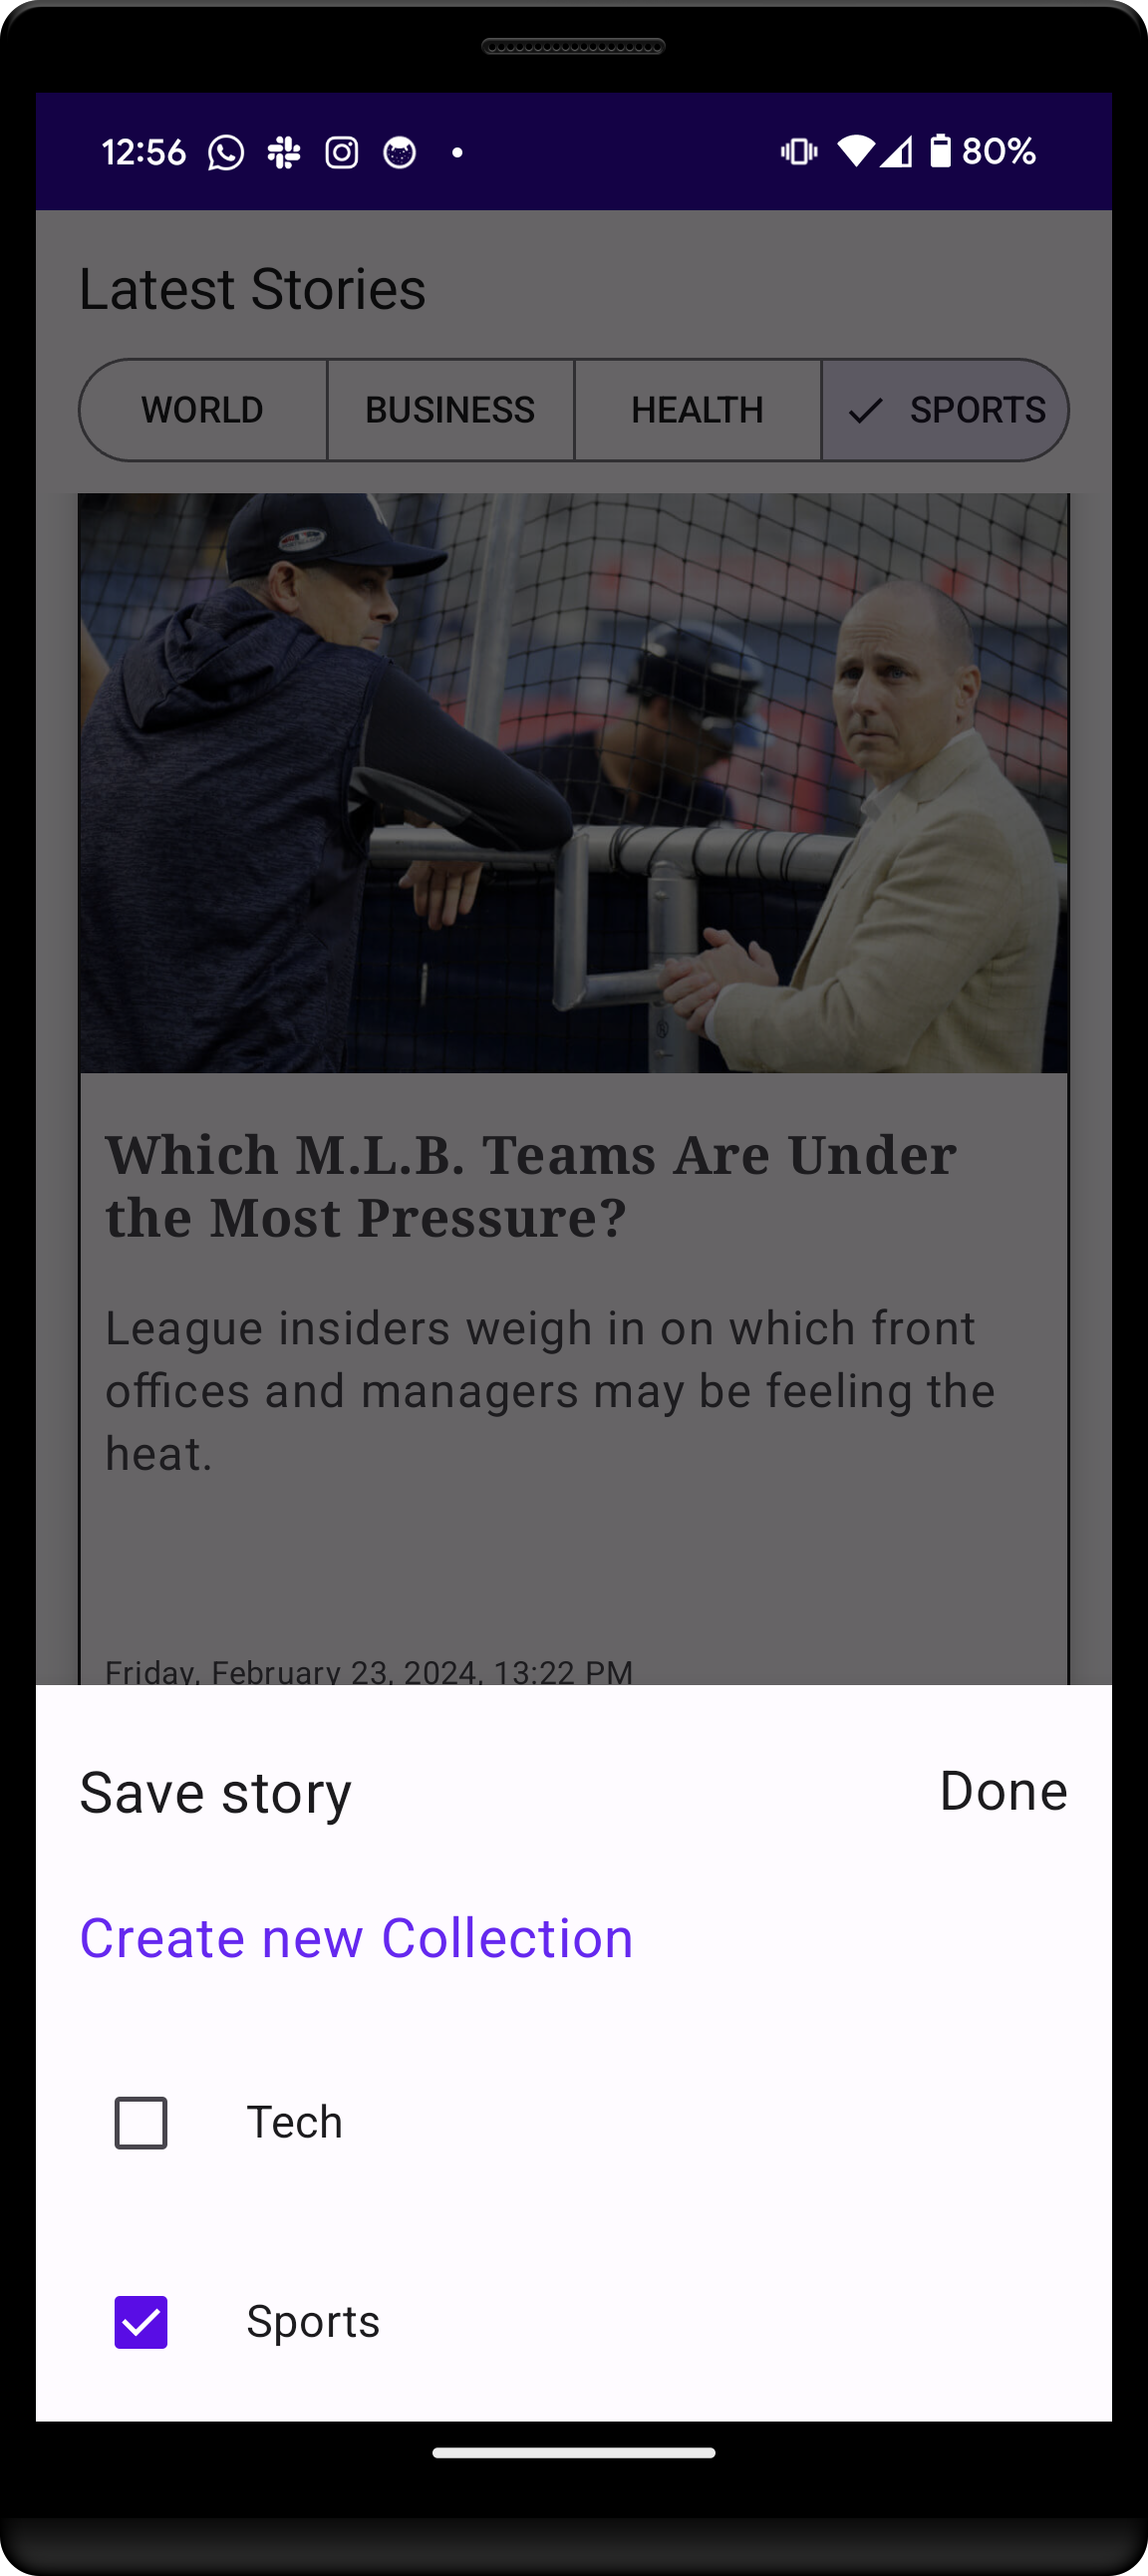 12:56
80%
Latest Stories
WORLD
BUSINESS
HEALTH
SPORTS
Which M.L.B. Teams Are Under
the Most Pressure?
League insiders weigh in on which front
offices and managers may be feeling the
heat.
Friday, February 23, 2024, 13:22 PM
Save story
Done
Create new Collection
Tech
Sports